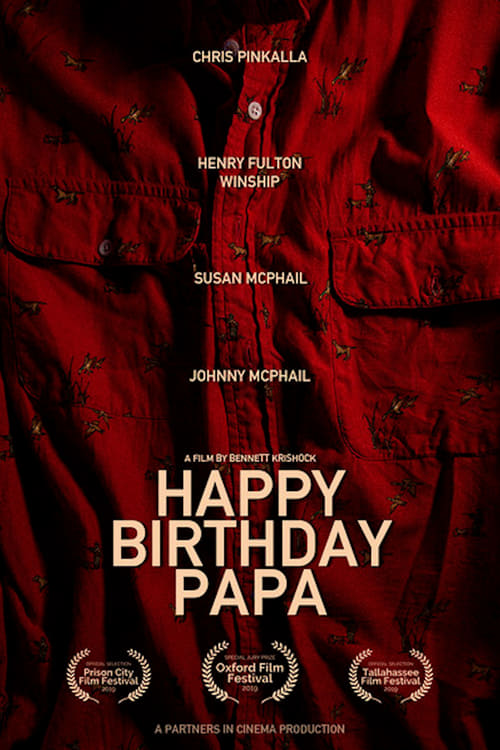 CHRIS PINKALLA
HENRY FULTON
WINSHIP
SUSAN MCPHAIL
JOHNNY MCPHAIL
A FILM BY BENNETT KRISHOCK
HAPPY
BIRTHDAY
PAPA
OFFICIAL SELECTION
Prison City
Film Festival
2019
SPECIAL JURY PRIZE
Oxford Film
Festival
2019
OFFICIAL SELECTION
Tallahassee
Film Festival
2019
A PARTNERS IN CINEMA PRODUCTION